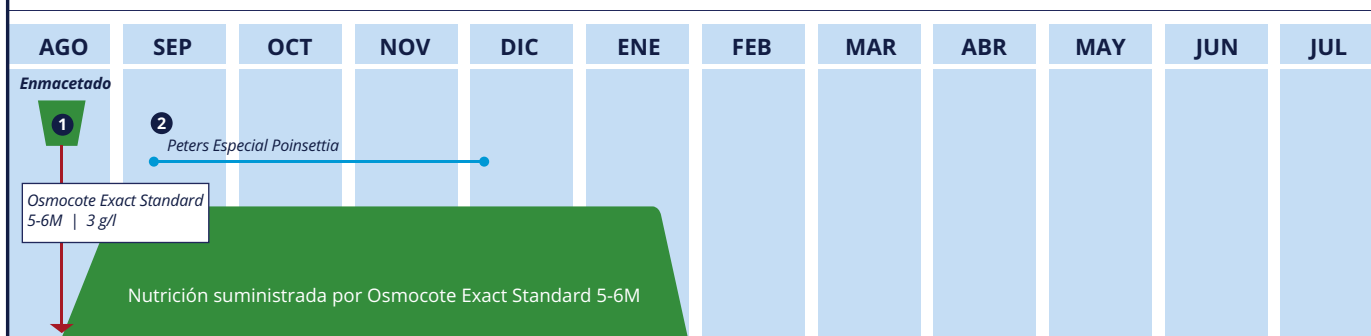 AGO SEP OCT NOV DIC ENE FEB MAR ABR MAY JUN JUL
Enmacetado
1
2
Peters Especial Poinsettia
Osmocote Exact Standard
5-6M | 3 g/l
Nutrición suministrada por Osmocote Exact Standard 5-6M